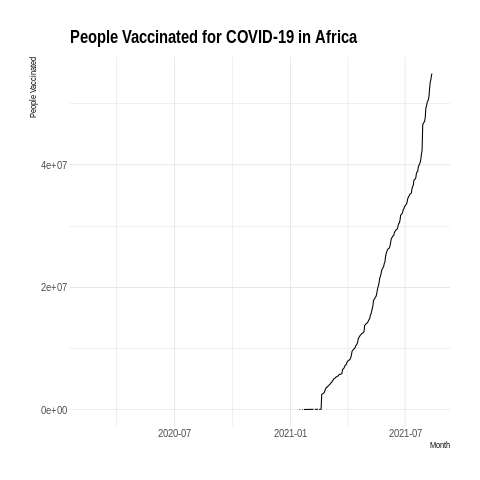 People Vaccinated for COVID-19 in Africa
People Vaccinated
4e+07
2e+07
0e+00
2020-07
2021-01
2021-07
Month